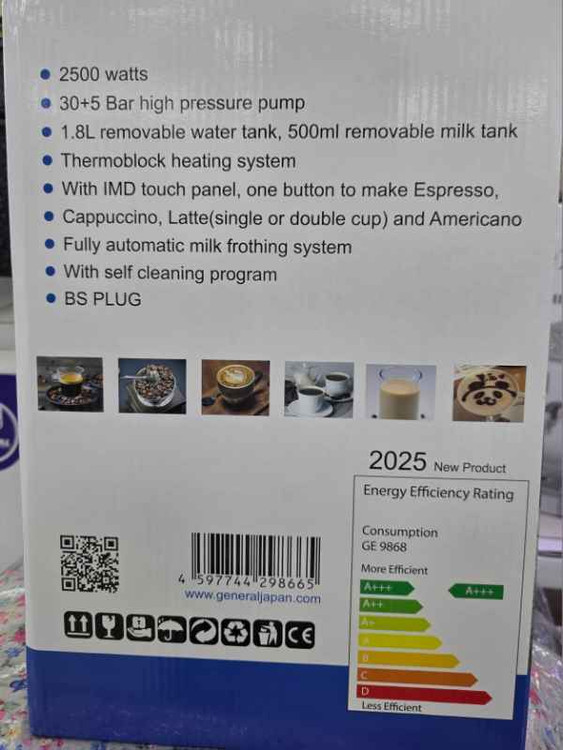 2500 watts
30+5 Bar high pressure pump
1.8L removable water tank, 500ml removable milk tank
Thermoblock heating system
With IMD touch panel, one button to make Espresso,
Cappuccino, Latte(single or double cup) and Americano
Fully automatic milk frothing system
With self cleaning program
BS PLUG
2025 New Product
Energy Efficiency Rating
Consumption
GE 9868
More Efficient
A+++ A+++
A++
A+
A
B
C
D
Less Efficient
4 597744 298665
www.generaljapan.com
CE